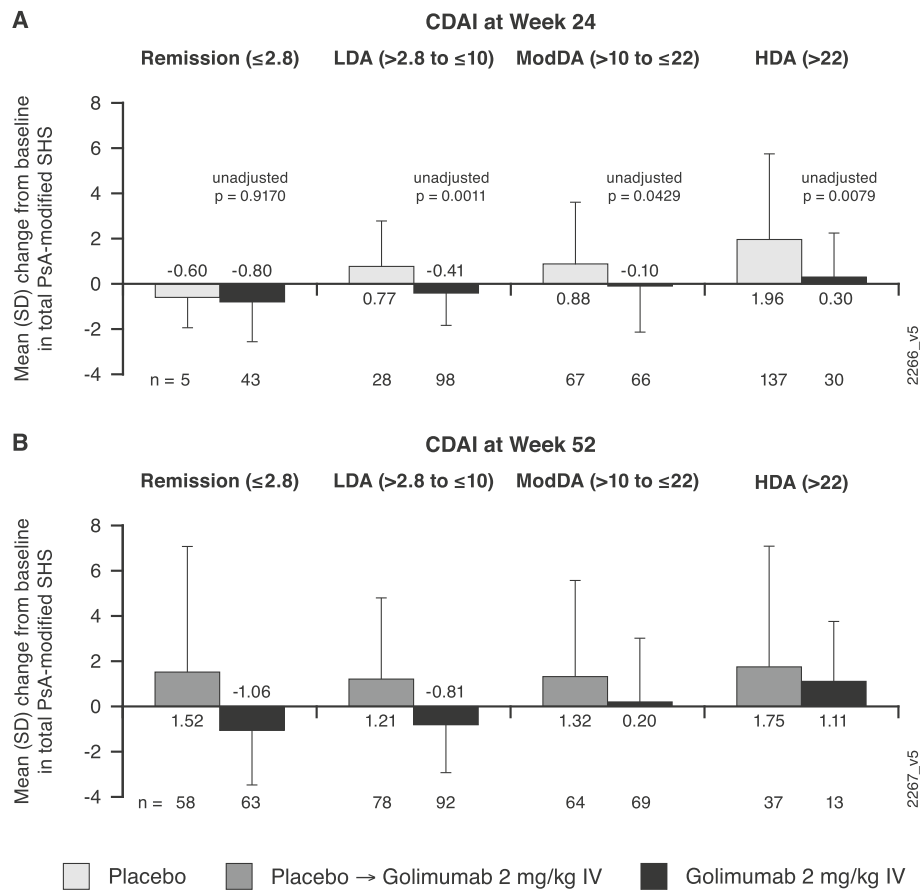 A
CDAI at Week 24
Remission (≤2.8) LDA (>2.8 to ≤10) ModDA (>10 to ≤22) HDA (>22)
Mean (SD) change from baseline
in total PsA-modified SHS
8
6
4
2
0
-2
-4
unadjusted
p = 0.9170
unadjusted
p = 0.0011
unadjusted
p = 0.0429
unadjusted
p = 0.0079
-0.60 -0.80 -0.41 -0.10
0.77 0.88 1.96 0.30
n = 5 43 28 98 67 66 137 30
2266_v5
B
CDAI at Week 52
Remission (≤2.8) LDA (>2.8 to ≤10) ModDA (>10 to ≤22) HDA (>22)
Mean (SD) change from baseline
in total PsA-modified SHS
8
6
4
2
0
-2
-4
-1.06 -0.81
1.52 1.21 1.32 0.20 1.75 1.11
n = 58 63 78 92 64 69 37 13
2267_v5
Placebo Placebo → Golimumab 2 mg/kg IV Golimumab 2 mg/kg IV